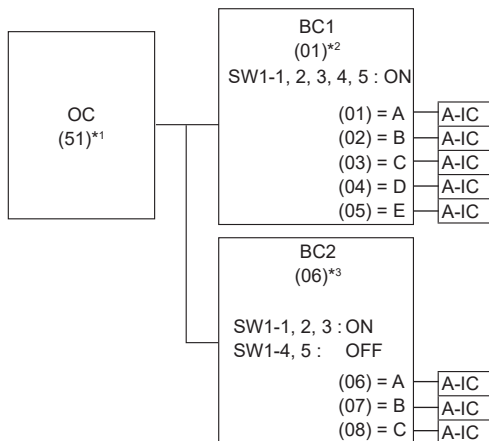 OC
(51)*1
BC1
(01)*2
SW1-1, 2, 3, 4, 5 : ON
(01) = A A-IC
(02) = B A-IC
(03) = C A-IC
(04) = D A-IC
(05) = E A-IC
BC2
(06)*3
SW1-1, 2, 3 : ON
SW1-4, 5 : OFF
(06) = A A-IC
(07) = B A-IC
(08) = C A-IC